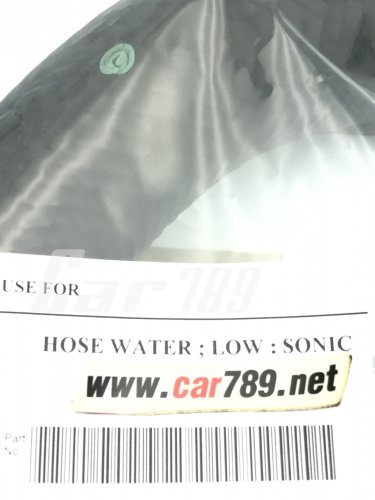 Car 789
USE FOR
HOSE WATER ; LOW : SONIC
www.car789.net
Part
No